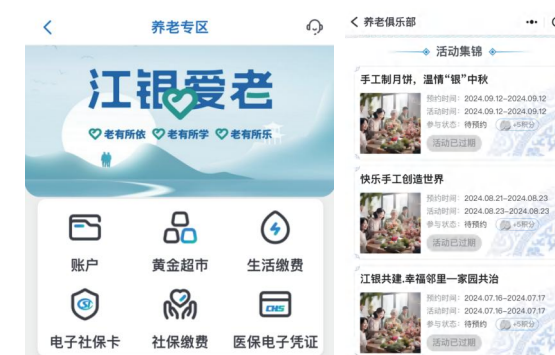 养老专区
江银爱老
老有所依 老有所学 老有所乐
账户
黄金超市
生活缴费
电子社保卡
社保缴费
医保电子凭证
养老俱乐部
活动集锦
手工制月饼，温情“银”中秋
预约时间：2024.09.12-2024.09.12
活动时间：2024.09.12-2024.09.12
参与状态：待预约 +5积分
活动已过期
快乐手工创造世界
预约时间：2024.08.21-2024.08.23
活动时间：2024.08.23-2024.08.23
参与状态：待预约 +5积分
活动已过期
江银共建.幸福邻里一家园共治
预约时间：2024.07.16-2024.07.17
活动时间：2024.07.16-2024.07.17
参与状态：待预约 +5积分
活动已过期